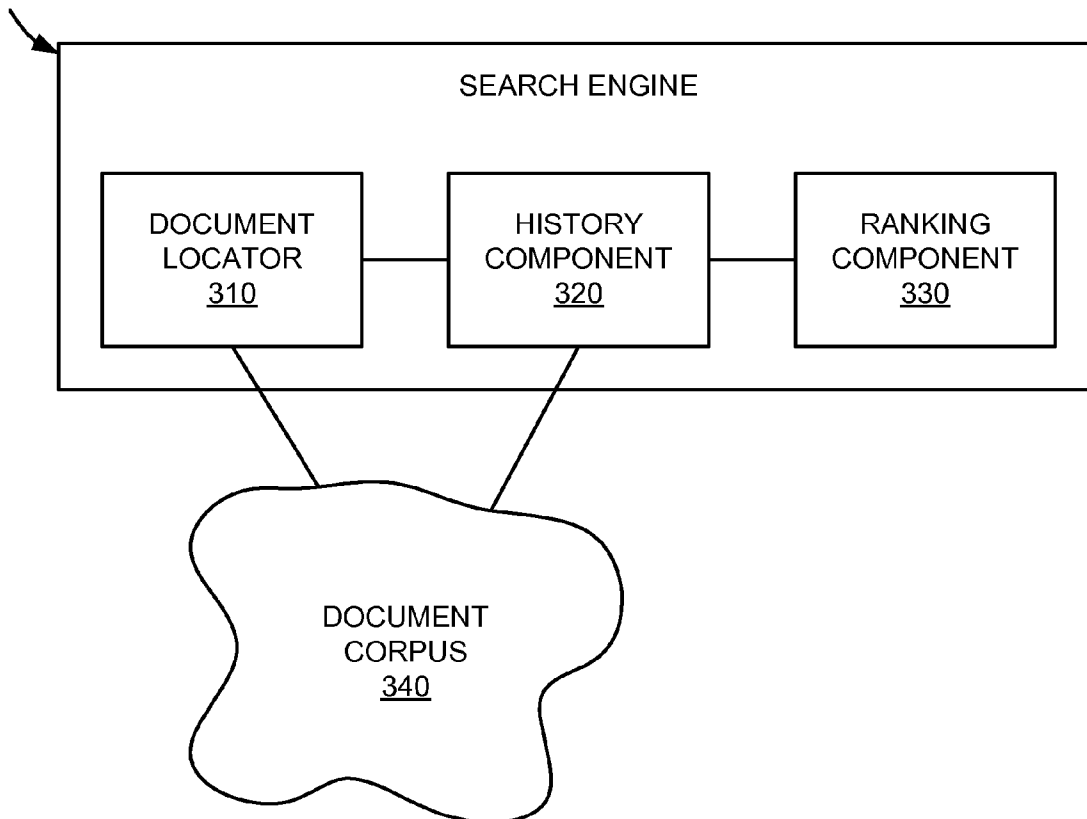 SEARCH ENGINE
DOCUMENT
LOCATOR
310
HISTORY
COMPONENT
320
RANKING
COMPONENT
330
DOCUMENT
CORPUS
340